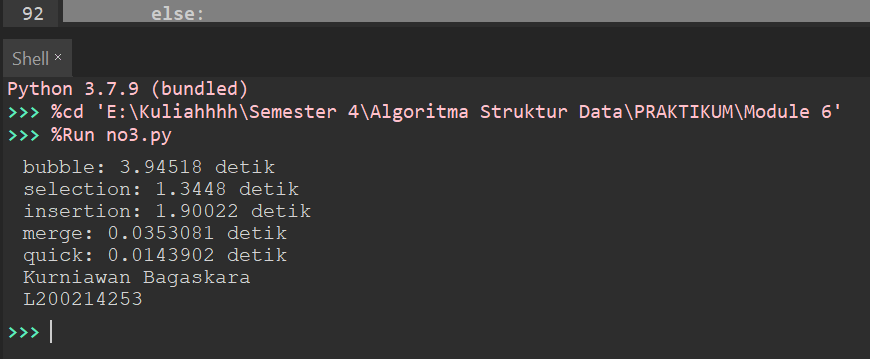 92 else:
Shell ×
Python 3.7.9 (bundled)
>>> %cd 'E:\Kuliahhhh\Semester 4\Algoritma Struktur Data\PRAKTIKUM\Module 6'
>>> %Run no3.py
bubble: 3.94518 detik
selection: 1.3448 detik
insertion: 1.90022 detik
merge: 0.0353081 detik
quick: 0.0143902 detik
Kurniawan Bagaskara
L200214253
>>>